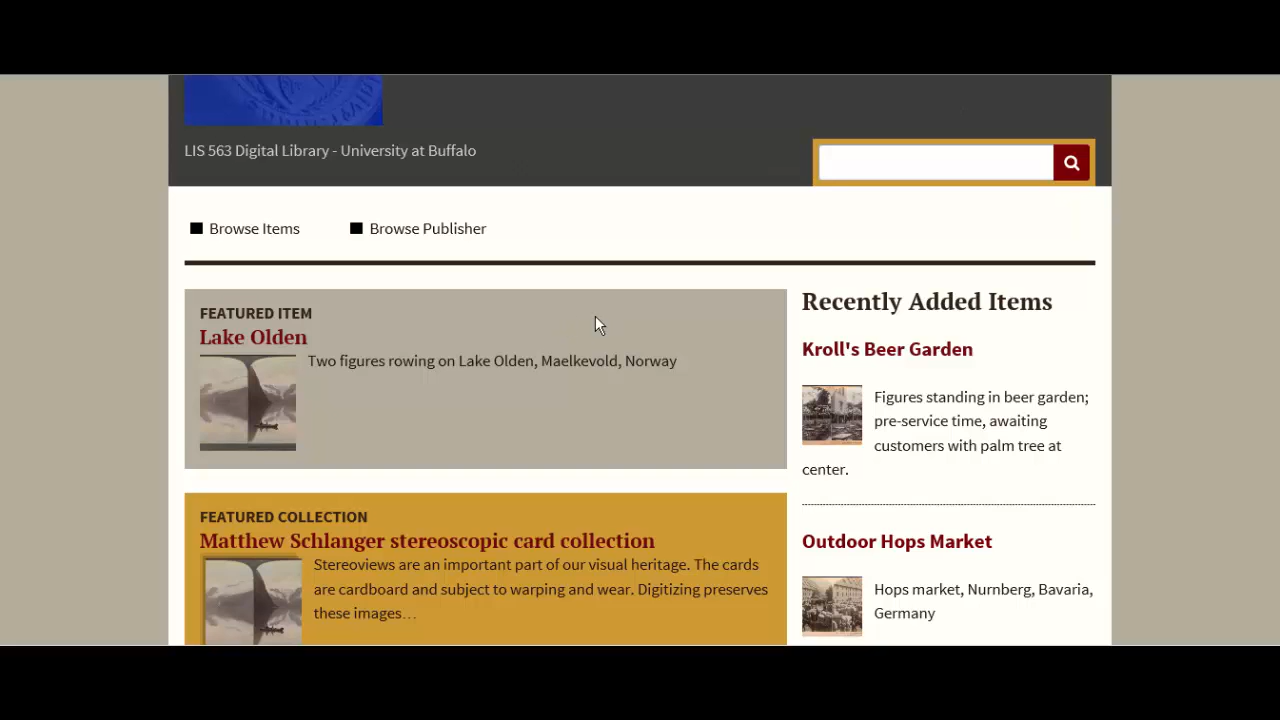 LIS 563 Digital Library - University at Buffalo
Browse Items
Browse Publisher
FEATURED ITEM
Lake Olden
Two figures rowing on Lake Olden, Maelkevold, Norway
FEATURED COLLECTION
Matthew Schlanger stereoscopic card collection
Stereoviews are an important part of our visual heritage. The cards
are cardboard and subject to warping and wear. Digitizing preserves
these images…
Recently Added Items
Kroll's Beer Garden
Figures standing in beer garden;
pre-service time, awaiting
customers with palm tree at
center.
Outdoor Hops Market
Hops market, Nurnberg, Bavaria,
Germany